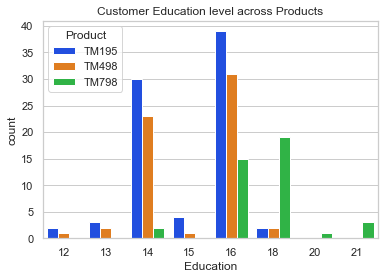 Customer Education level across Products
Product
TM195
TM498
TM798
count
40
35
30
25
20
15
10
5
0
12 13 14 15 16 18 20 21
Education